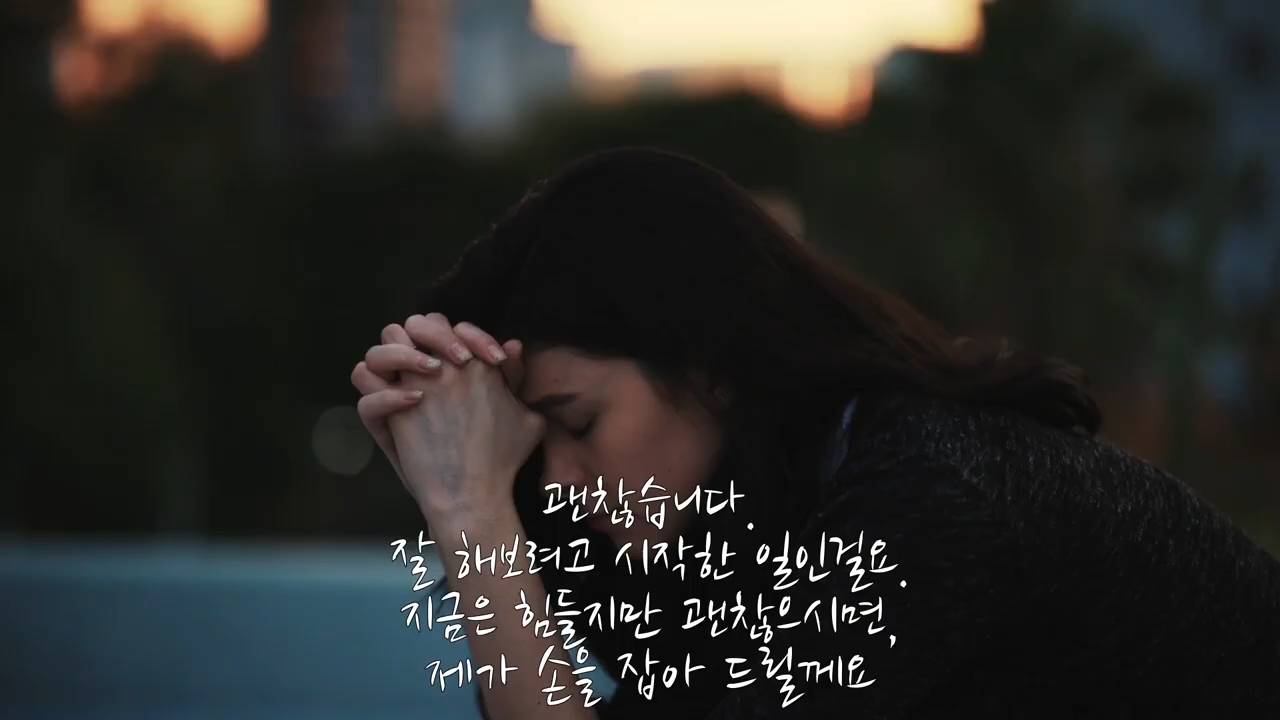 괜찮습니다.
잘 해보려고 시작한 일인걸요.
지금은 힘들지만 괜찮으시면,
제가 손을 잡아 드릴께요